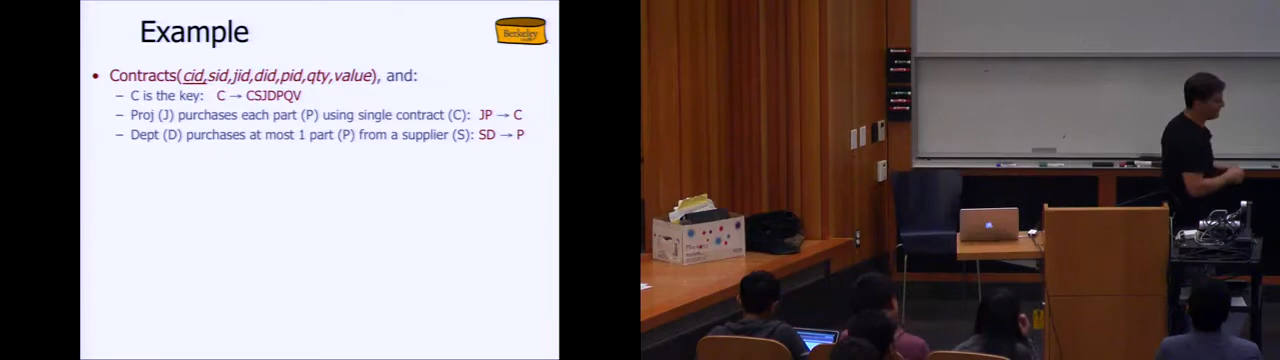 Example
Berkeley
• Contracts(cid,sid,jid,did,pid,qty,value), and:
– C is the key: C → CSJDPQV
– Proj (J) purchases each part (P) using single contract (C): JP → C
– Dept (D) purchases at most 1 part (P) from a supplier (S): SD → P